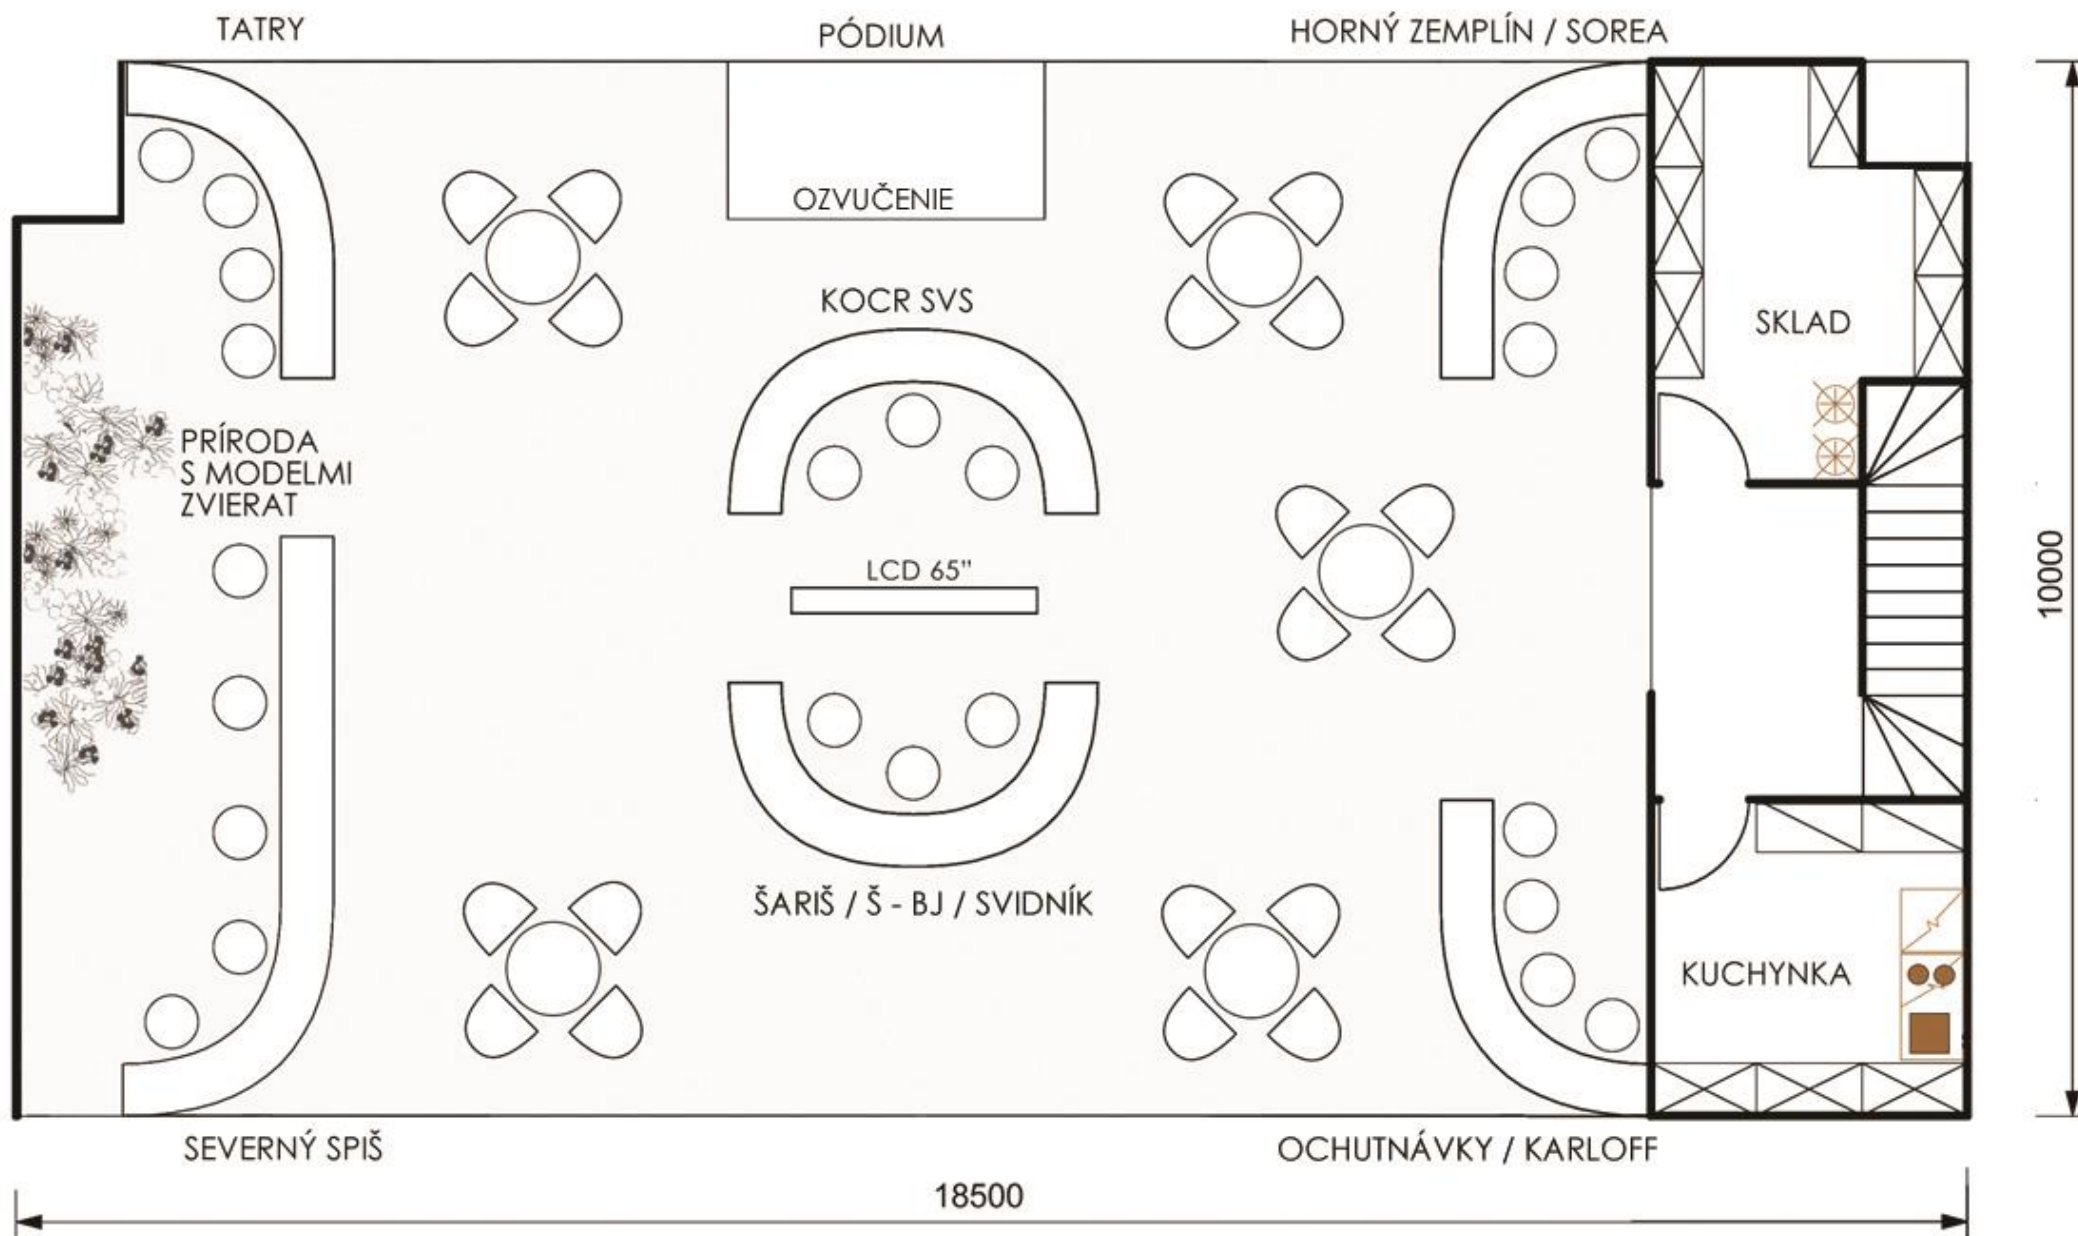 TATRY
PÓDIUM
HORNÝ ZEMPLÍN / SOREA
OZVUČENIE
KOCR SVS
SKLAD
PRÍRODA
S MODELMI
ZVIERAT
LCD 65”
10000
ŠARIŠ / Š - BJ / SVIDNÍK
KUCHYNKA
SEVERNÝ SPIŠ
OCHUTNÁVKY / KARLOFF
18500